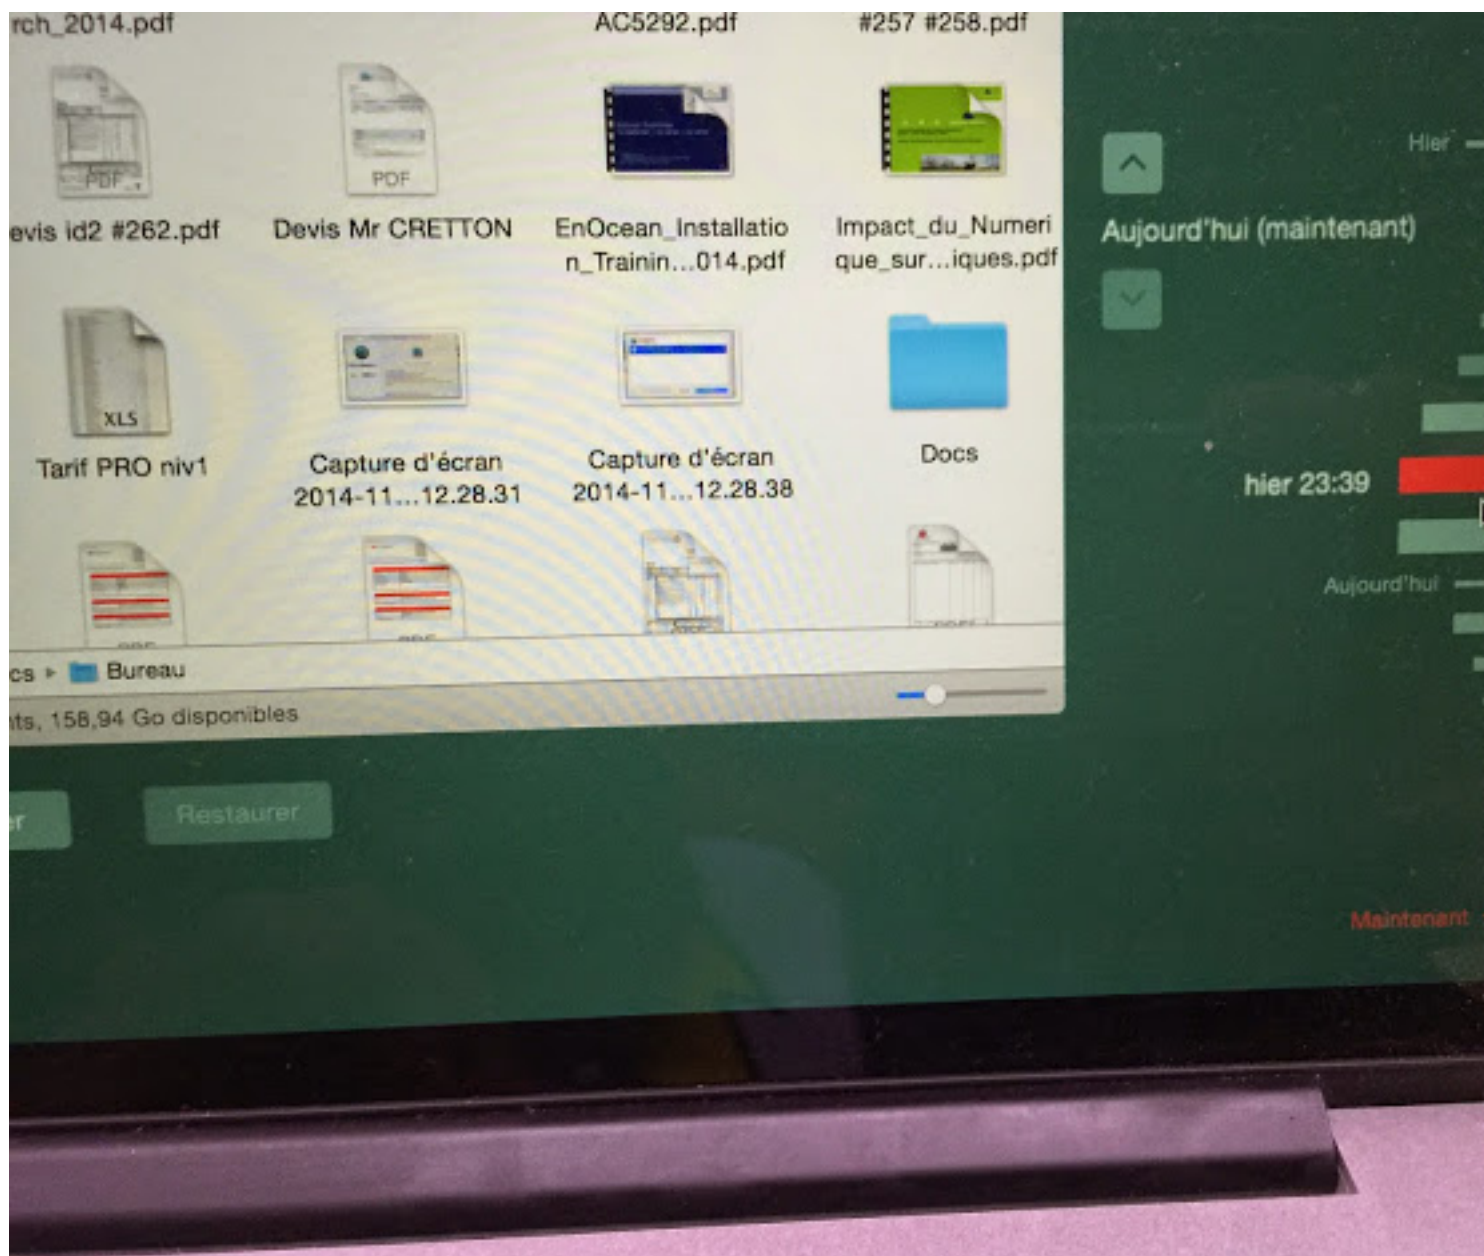 rch_2014.pdf
AC5292.pdf
#257 #258.pdf
PDF
PDF
evis id2 #262.pdf
Devis Mr CRETTON
EnOcean_Installatio
n_Trainin...014.pdf
Impact_du_Numeri
que_sur...iques.pdf
Hier
Aujourd'hui (maintenant)
XLS
Tarif PRO niv1
Capture d'écran
2014-11...12.28.31
Capture d'écran
2014-11...12.28.38
Docs
hier 23:39
Aujourd'hui
cs ▸ Bureau
nts, 158,94 Go disponibles
er
Restaurer
Maintenant